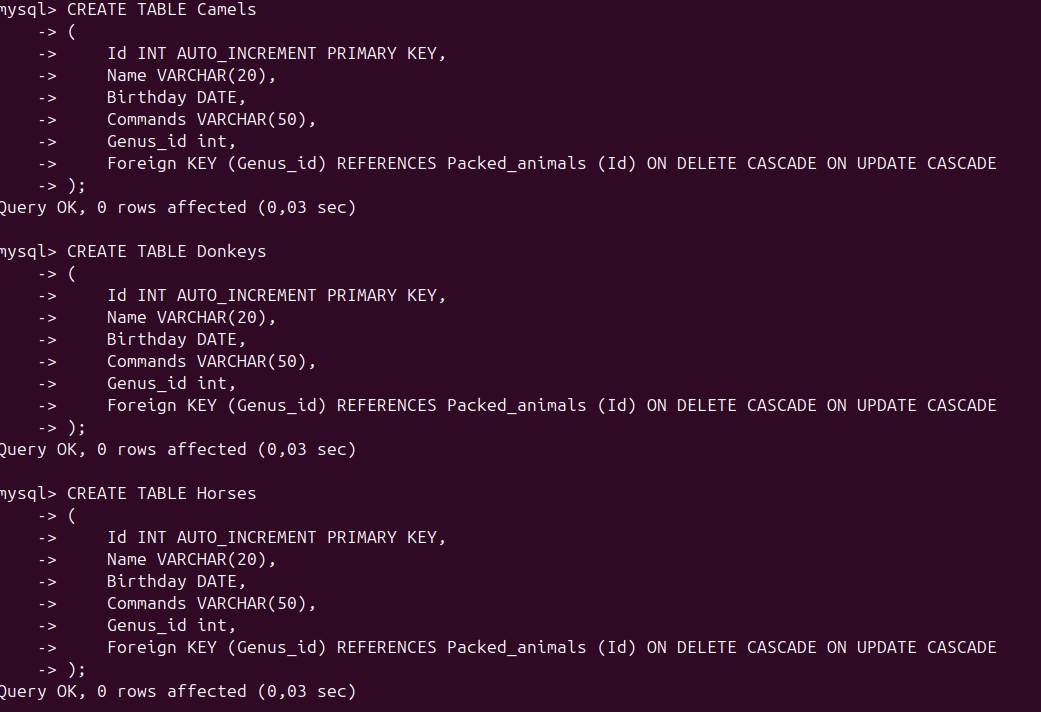 mysql> CREATE TABLE Camels
    -> (
    ->     Id INT AUTO_INCREMENT PRIMARY KEY,
    ->     Name VARCHAR(20),
    ->     Birthday DATE,
    ->     Commands VARCHAR(50),
    ->     Genus_id int,
    ->     Foreign KEY (Genus_id) REFERENCES Packed_animals (Id) ON DELETE CASCADE ON UPDATE CASCADE
    -> );
Query OK, 0 rows affected (0,03 sec)

mysql> CREATE TABLE Donkeys
    -> (
    ->     Id INT AUTO_INCREMENT PRIMARY KEY,
    ->     Name VARCHAR(20),
    ->     Birthday DATE,
    ->     Commands VARCHAR(50),
    ->     Genus_id int,
    ->     Foreign KEY (Genus_id) REFERENCES Packed_animals (Id) ON DELETE CASCADE ON UPDATE CASCADE
    -> );
Query OK, 0 rows affected (0,03 sec)

mysql> CREATE TABLE Horses
    -> (
    ->     Id INT AUTO_INCREMENT PRIMARY KEY,
    ->     Name VARCHAR(20),
    ->     Birthday DATE,
    ->     Commands VARCHAR(50),
    ->     Genus_id int,
    ->     Foreign KEY (Genus_id) REFERENCES Packed_animals (Id) ON DELETE CASCADE ON UPDATE CASCADE
    -> );
Query OK, 0 rows affected (0,03 sec)